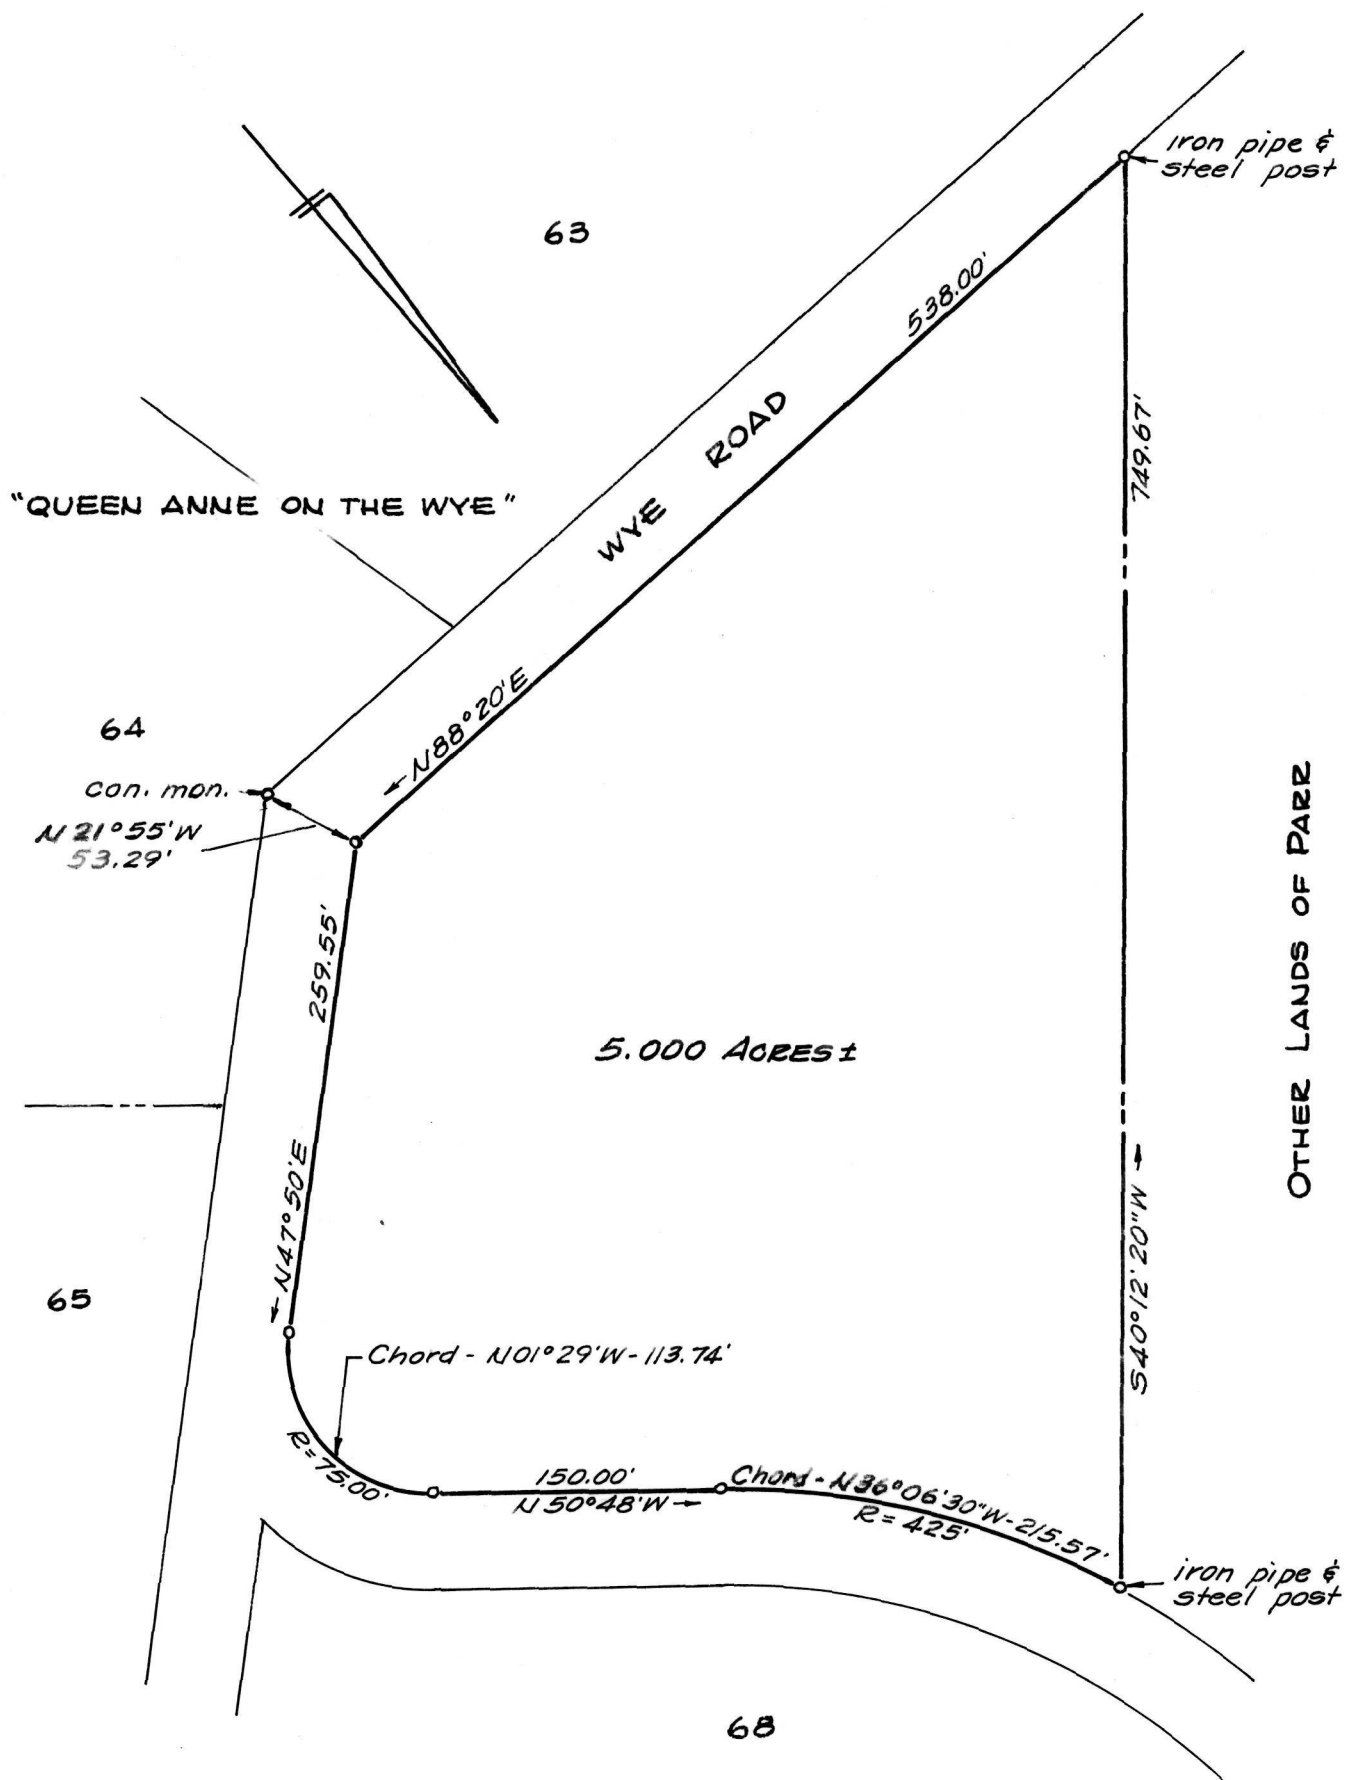 iron pipe &
steel post
63
538.00'
WYE ROAD
749.67'
"QUEEN ANNE ON THE WYE"
N88°20'E
64
con. mon.
N21°55'W
53.29'
259.55'
5.000 ACRES±
OTHER LANDS OF PARR
N47°50'E
S40°12'20"W
65
Chord - N01°29'W-113.74'
R=75.00'
150.00'
N50°48'W
Chord - N36°06'30"W-215.57'
R=425'
iron pipe &
steel post
68